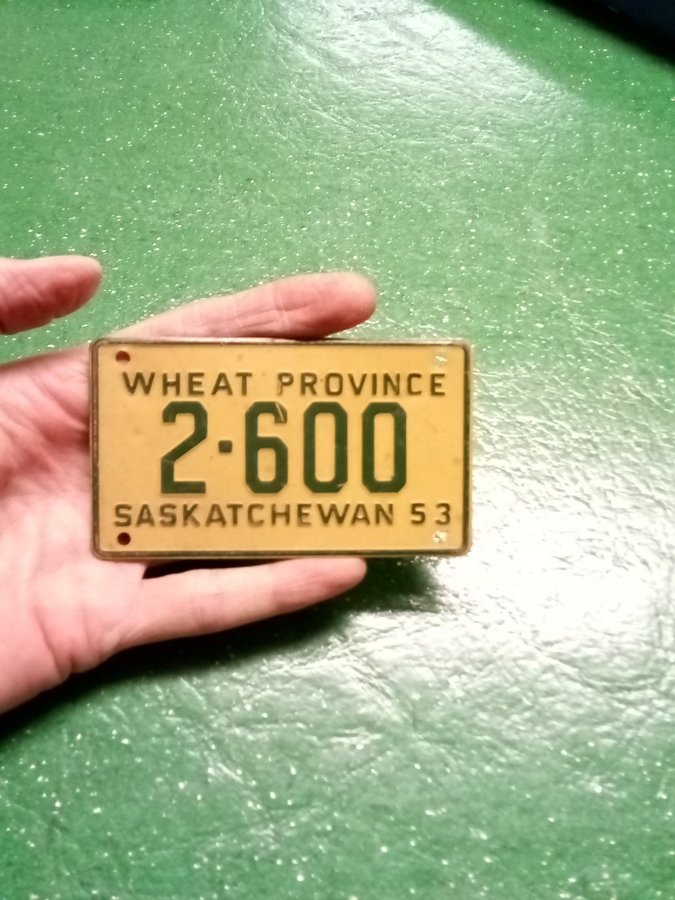 WHEAT PROVINCE
2·600
SASKATCHEWAN 53